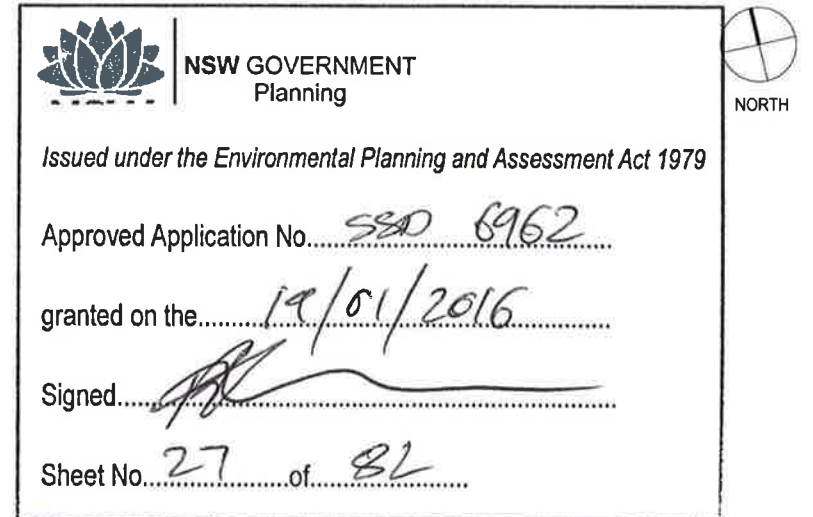 NSW GOVERNMENT
Planning
NORTH
Issued under the Environmental Planning and Assessment Act 1979
Approved Application No. SSD 6962
granted on the 19/01/2016
Signed
Sheet No. 27 of 82